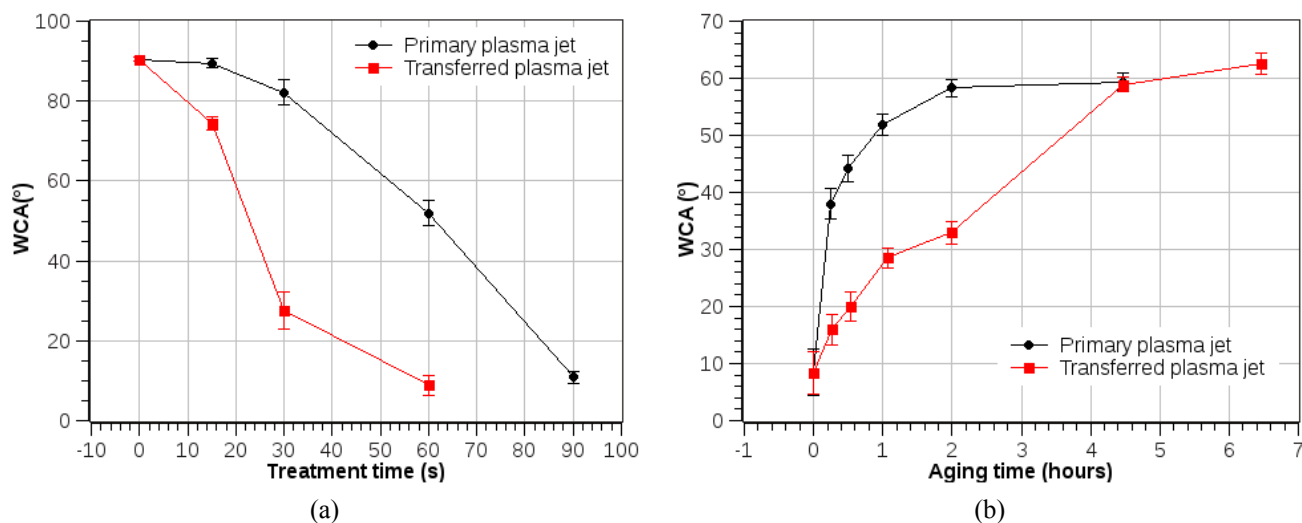 100
80
60
40
20
0
WCA(°)
Primary plasma jet
Transferred plasma jet
-10 0 10 20 30 40 50 60 70 80 90 100
Treatment time (s)
(a)
70
60
50
40
30
20
10
0
WCA (°)
Primary plasma jet
Transferred plasma jet
-1 0 1 2 3 4 5 6 7
Aging time (hours)
(b)